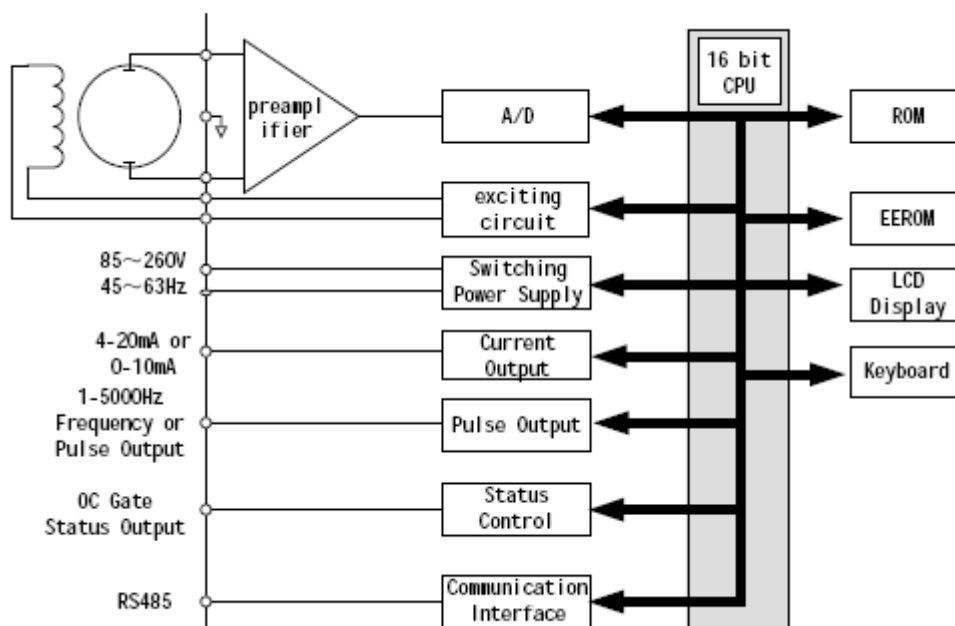 16 bit
CPU
preampl
ifier
A/D
ROM
exciting
circuit
EEROM
85～260V
45～63Hz
Switching
Power Supply
LCD
Display
4-20mA or
0-10mA
Current
Output
Keyboard
1-5000Hz
Frequency or
Pulse Output
Pulse Output
OC Gate
Status Output
Status
Control
RS485
Communication
Interface